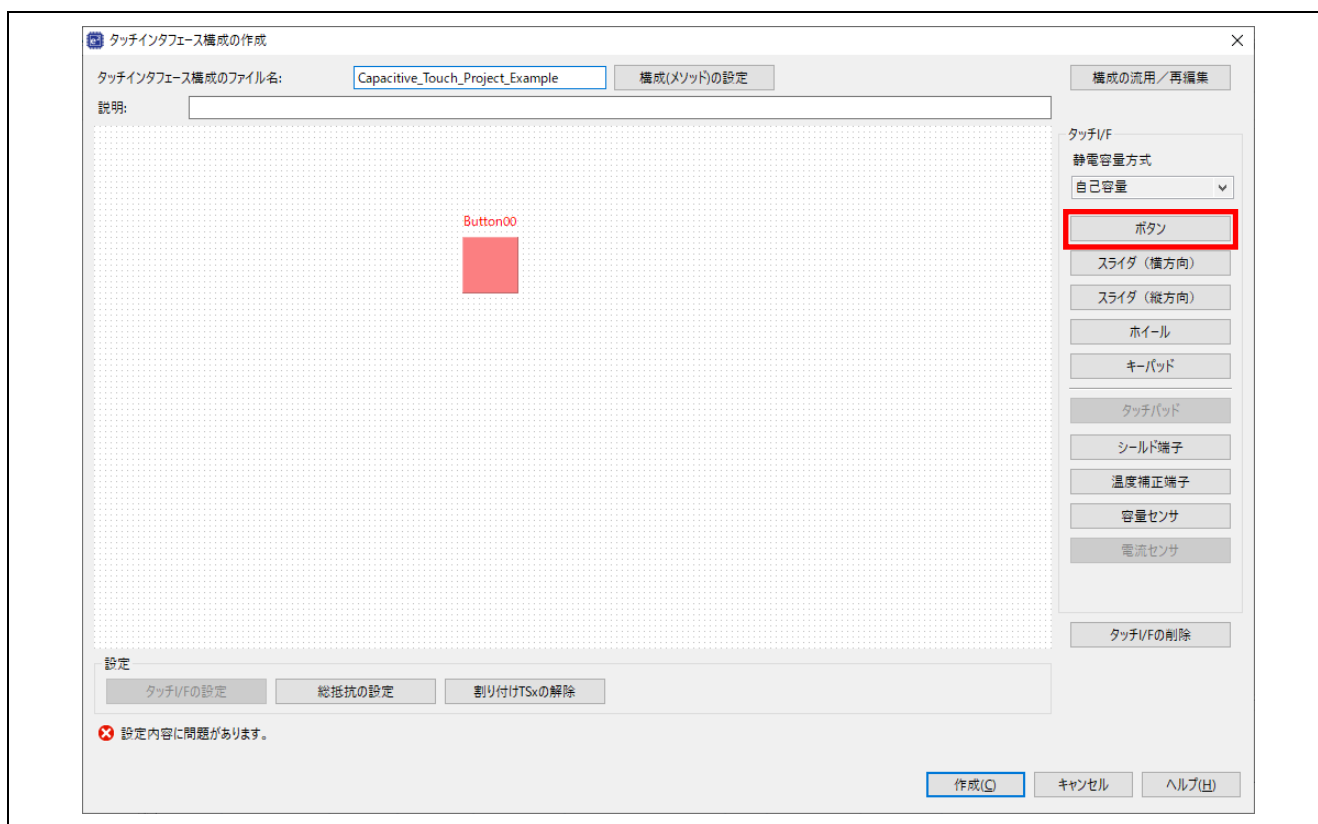 タッチインタフェース構成の作成
タッチインタフェース構成のファイル名: Capacitive_Touch_Project_Example 構成(メソッド)の設定 構成の流用／再編集
説明:
タッチI/F
静電容量方式
自己容量
Button00
ボタン
スライダ（横方向）
スライダ（縦方向）
ホイール
キーパッド
タッチパッド
シールド端子
温度補正端子
容量センサ
電流センサ
タッチI/Fの削除
設定
タッチI/Fの設定 総抵抗の設定 割り付けTSxの解除
設定内容に問題があります。
作成(C) キャンセル ヘルプ(H)